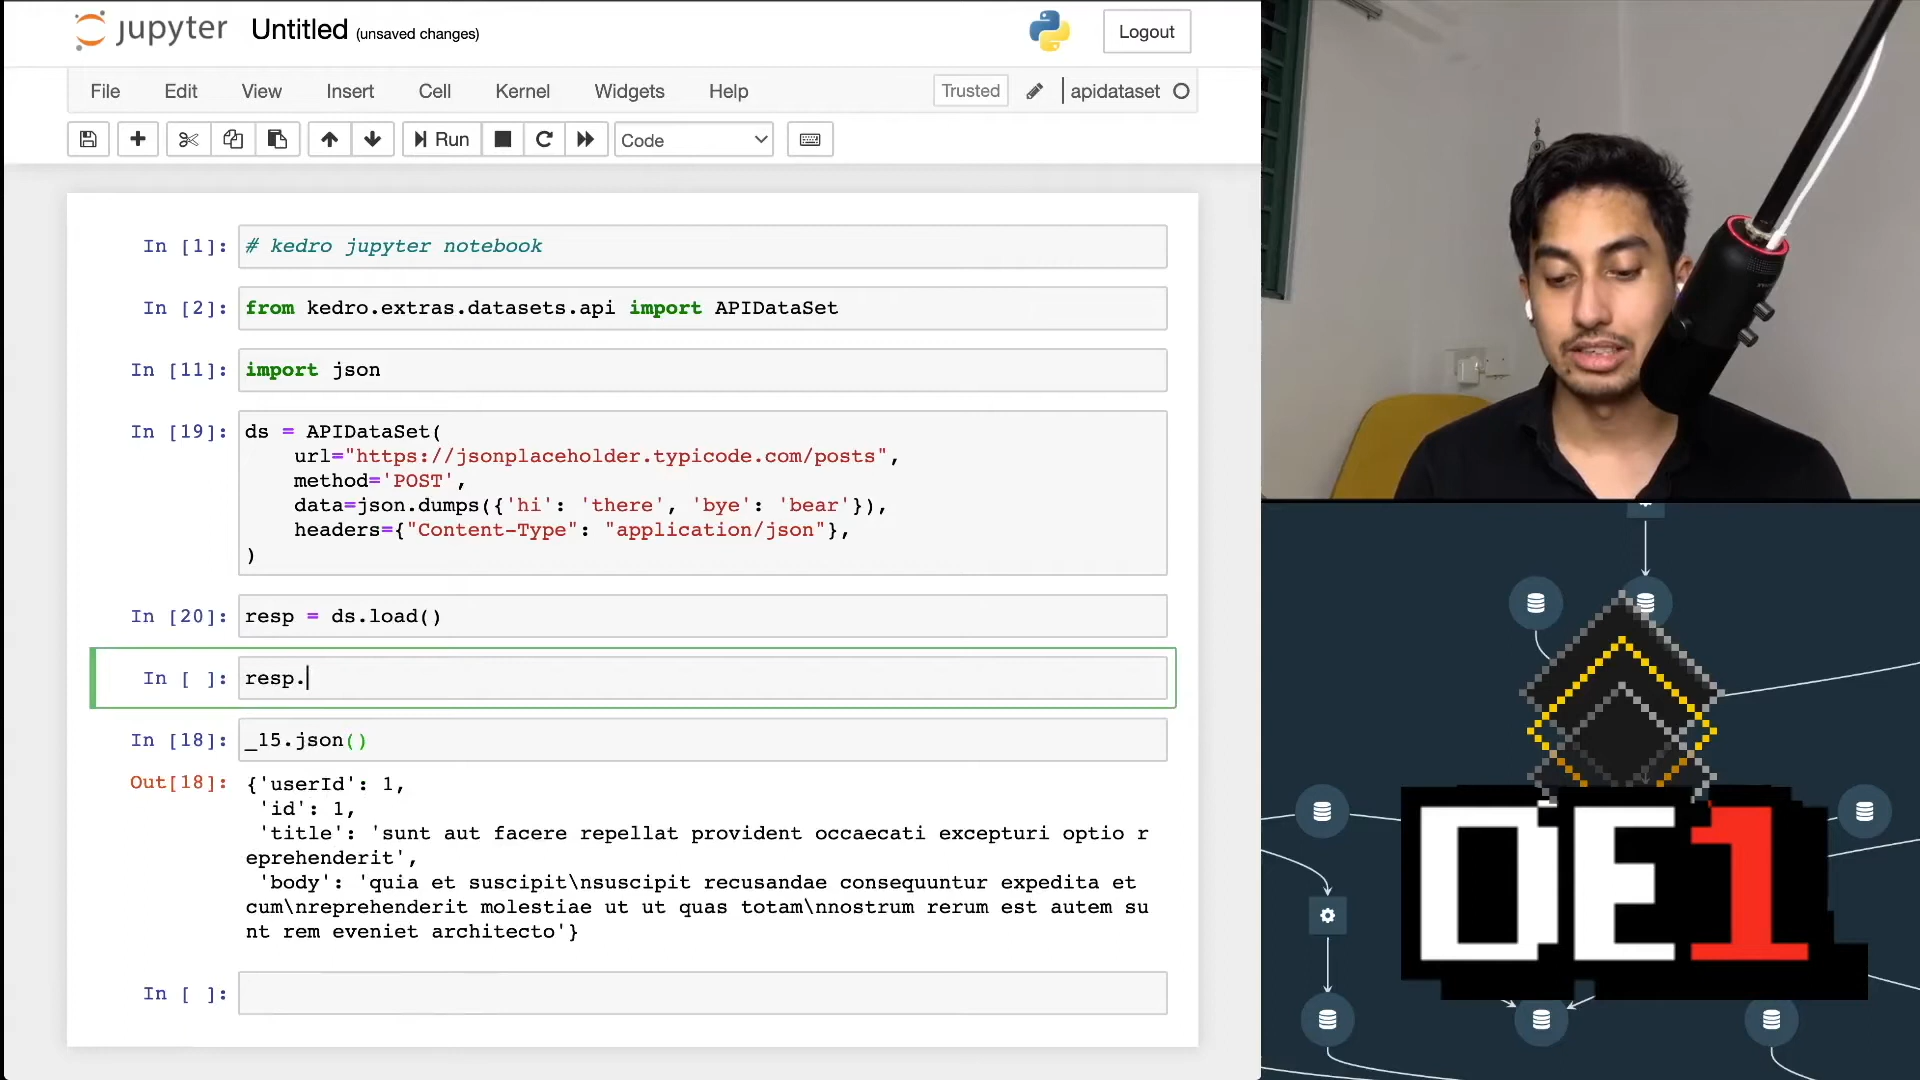 jupyter Untitled (unsaved changes)
Logout
File Edit View Insert Cell Kernel Widgets Help Trusted apidataset
Run Code
In [1]: # kedro jupyter notebook
In [2]: from kedro.extras.datasets.api import APIDataSet
In [11]: import json
In [19]: ds = APIDataSet(
url="https://jsonplaceholder.typicode.com/posts",
method='POST',
data=json.dumps({'hi': 'there', 'bye': 'bear'}),
headers={"Content-Type": "application/json"},
)
In [20]: resp = ds.load()
In [ ]: resp.
In [18]: _15.json()
Out[18]: {'userId': 1,
'id': 1,
'title': 'sunt aut facere repellat provident occaecati excepturi optio r
eprehenderit',
'body': 'quia et suscipit\nsuscipit recusandae consequuntur expedita et
cum\nreprehenderit molestiae ut ut quas totam\nnostrum rerum est autem su
nt rem eveniet architecto'}
In [ ]:
DE1